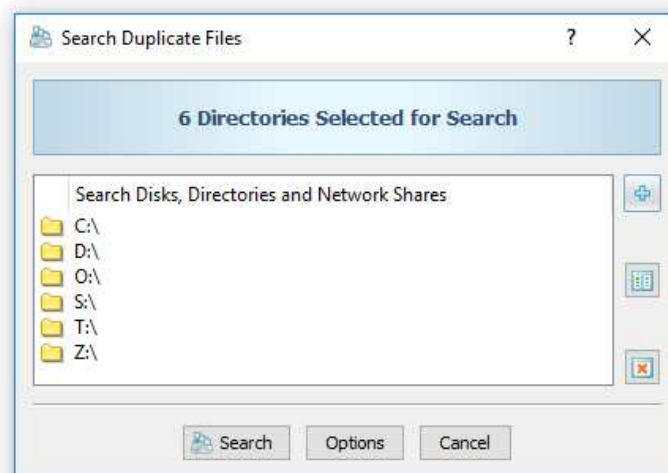 Search Duplicate Files
?
6 Directories Selected for Search
Search Disks, Directories and Network Shares
C:\
D:\
O:\
S:\
T:\
Z:\
Search Options Cancel